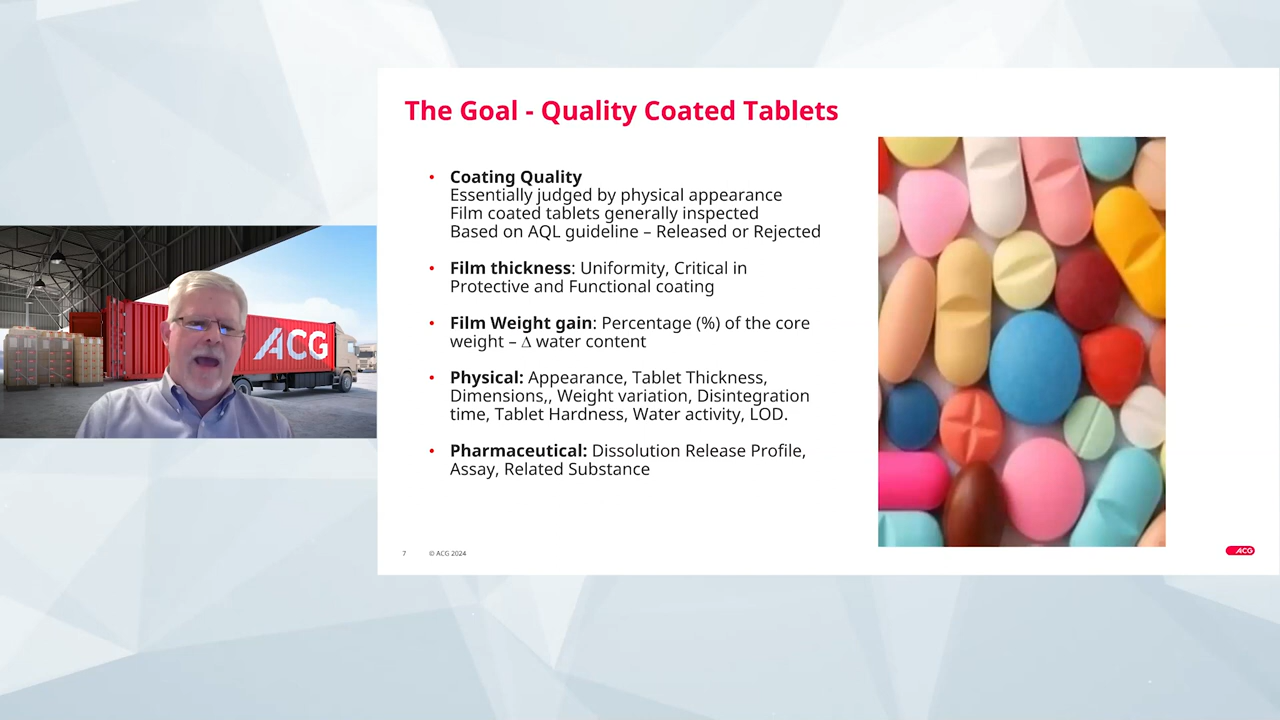 The Goal - Quality Coated Tablets
• Coating Quality
Essentially judged by physical appearance
Film coated tablets generally inspected
Based on AQL guideline – Released or Rejected
• Film thickness: Uniformity, Critical in
Protective and Functional coating
• Film Weight gain: Percentage (%) of the core
weight – Δ water content
• Physical: Appearance, Tablet Thickness,
Dimensions,, Weight variation, Disintegration
time, Tablet Hardness, Water activity, LOD.
• Pharmaceutical: Dissolution Release Profile,
Assay, Related Substance
7 © ACG 2024
ACG
ACG